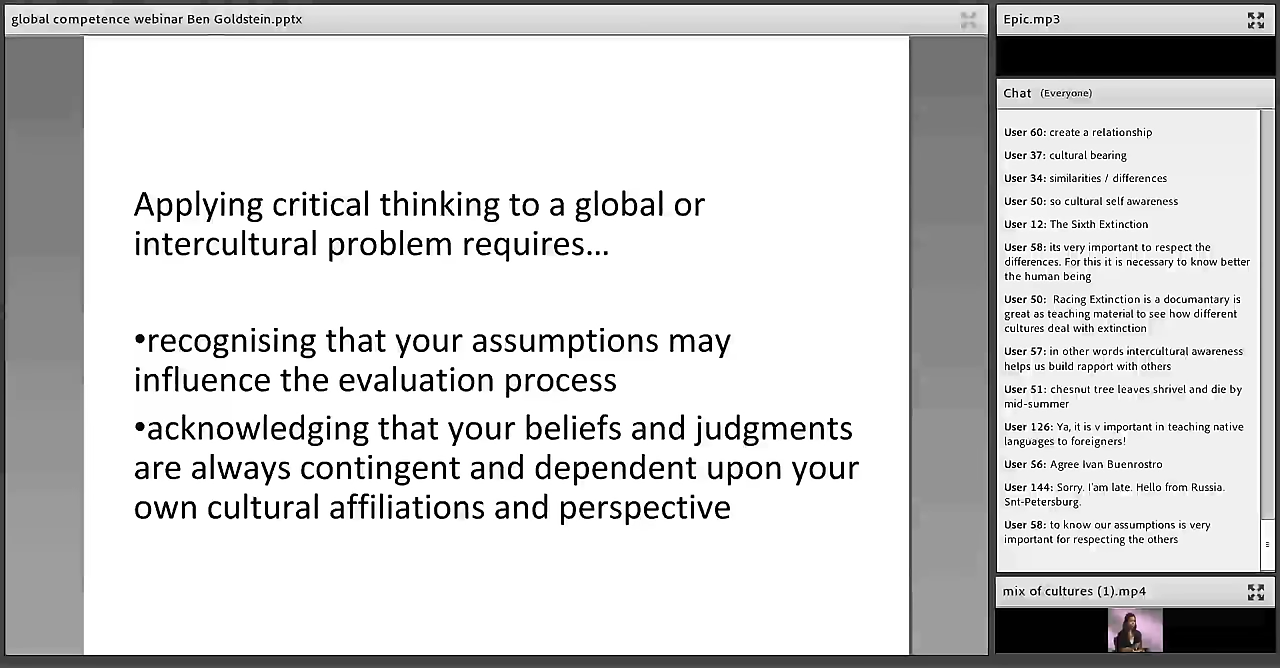 global competence webinar Ben Goldstein.pptx
Applying critical thinking to a global or
intercultural problem requires...
•recognising that your assumptions may
influence the evaluation process
•acknowledging that your beliefs and judgments
are always contingent and dependent upon your
own cultural affiliations and perspective
Epic.mp3
Chat (Everyone)
User 60: create a relationship
User 37: cultural bearing
User 34: similarities / differences
User 50: so cultural self awareness
User 12: The Sixth Extinction
User 58: its very important to respect the
differences. For this it is necessary to know better
the human being
User 50: Racing Extinction is a documantary is
great as teaching material to see how different
cultures deal with extinction
User 57: in other words intercultural awareness
helps us build rapport with others
User 51: chesnut tree leaves shrivel and die by
mid-summer
User 126: Ya, it is v important in teaching native
languages to foreigners!
User 56: Agree Ivan Buenrostro
User 144: Sorry. I'am late. Hello from Russia.
Snt-Petersburg.
User 58: to know our assumptions is very
important for respecting the others
mix of cultures (1).mp4